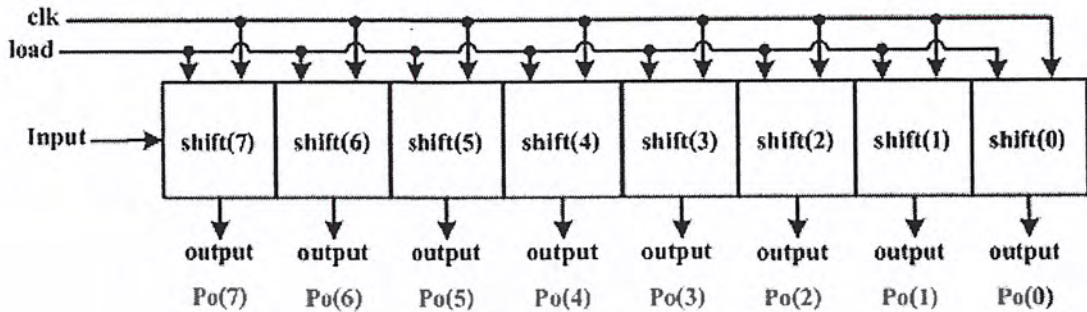 clk
load
Input
shift(7) shift(6) shift(5) shift(4) shift(3) shift(2) shift(1) shift(0)
output output output output output output output output
Po(7) Po(6) Po(5) Po(4) Po(3) Po(2) Po(1) Po(0)